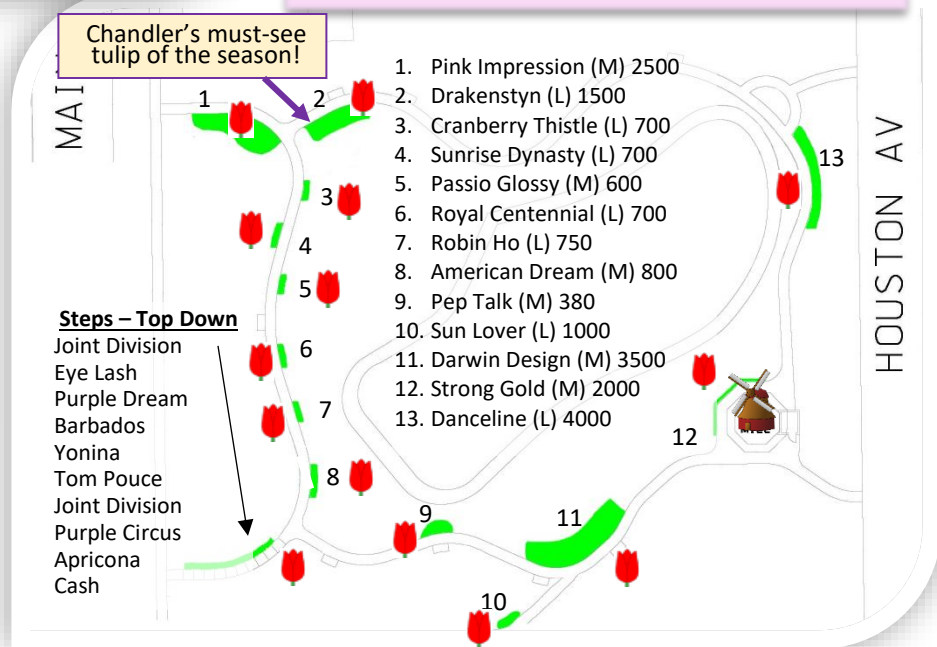 Chandler's must-see
tulip of the season!
1. Pink Impression (M) 2500
2. Drakenstyn (L) 1500
3. Cranberry Thistle (L) 700
4. Sunrise Dynasty (L) 700
5. Passio Glossy (M) 600
6. Royal Centennial (L) 700
7. Robin Ho (L) 750
8. American Dream (M) 800
9. Pep Talk (M) 380
10. Sun Lover (L) 1000
11. Darwin Design (M) 3500
12. Strong Gold (M) 2000
13. Danceline (L) 4000
HOUSTON AV
Steps – Top Down
Joint Division
Eye Lash
Purple Dream
Barbados
Yonina
Tom Pouce
Joint Division
Purple Circus
Apricona
Cash
1
2
3
4
5
6
7
8
9
10
11
12
13